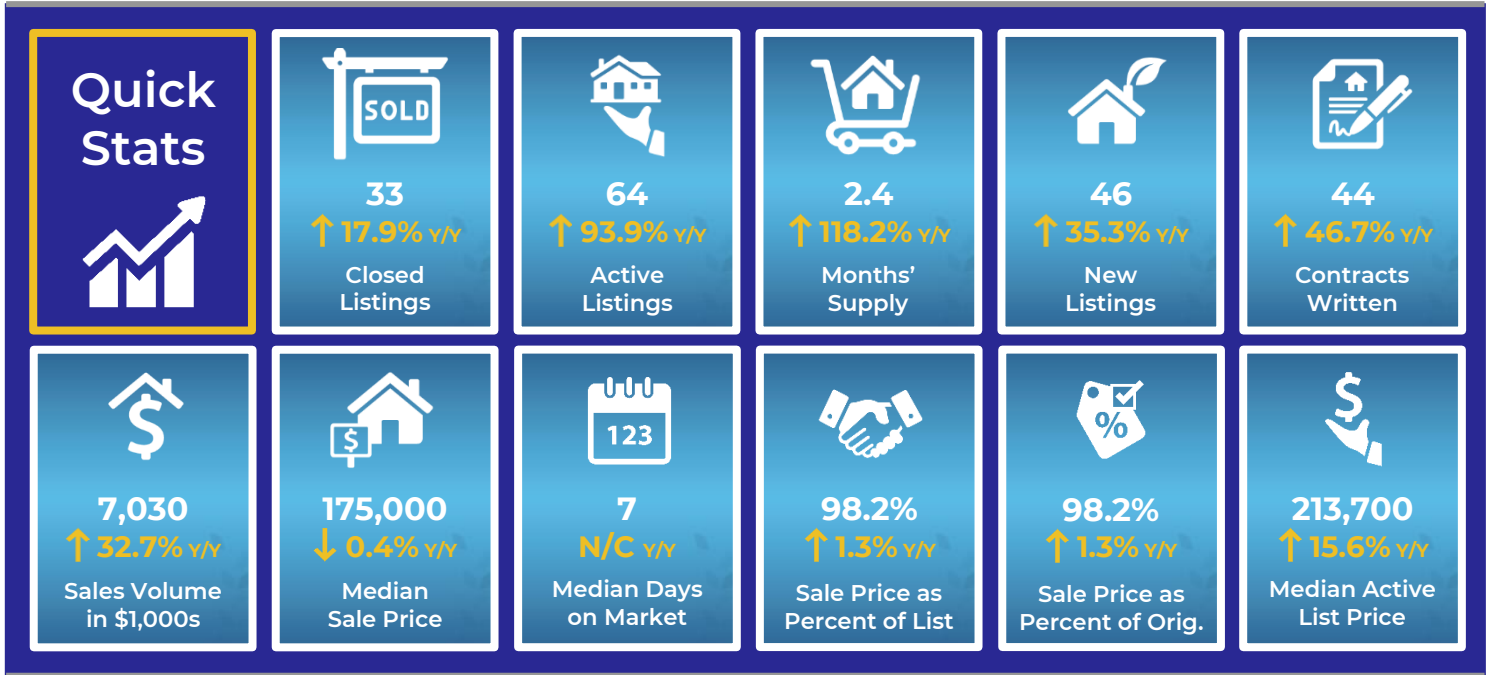 Quick
Stats
SOLD
33
↑ 17.9% Y/Y
Closed
Listings
64
↑ 93.9% Y/Y
Active
Listings
2.4
↑ 118.2% Y/Y
Months’
Supply
46
↑ 35.3% Y/Y
New
Listings
44
↑ 46.7% Y/Y
Contracts
Written
$
7,030
↑ 32.7% Y/Y
Sales Volume
in $1,000s
$
175,000
↓ 0.4% Y/Y
Median
Sale Price
123
7
N/C Y/Y
Median Days
on Market
98.2%
↑ 1.3% Y/Y
Sale Price as
Percent of List
%
98.2%
↑ 1.3% Y/Y
Sale Price as
Percent of Orig.
$
213,700
↑ 15.6% Y/Y
Median Active
List Price